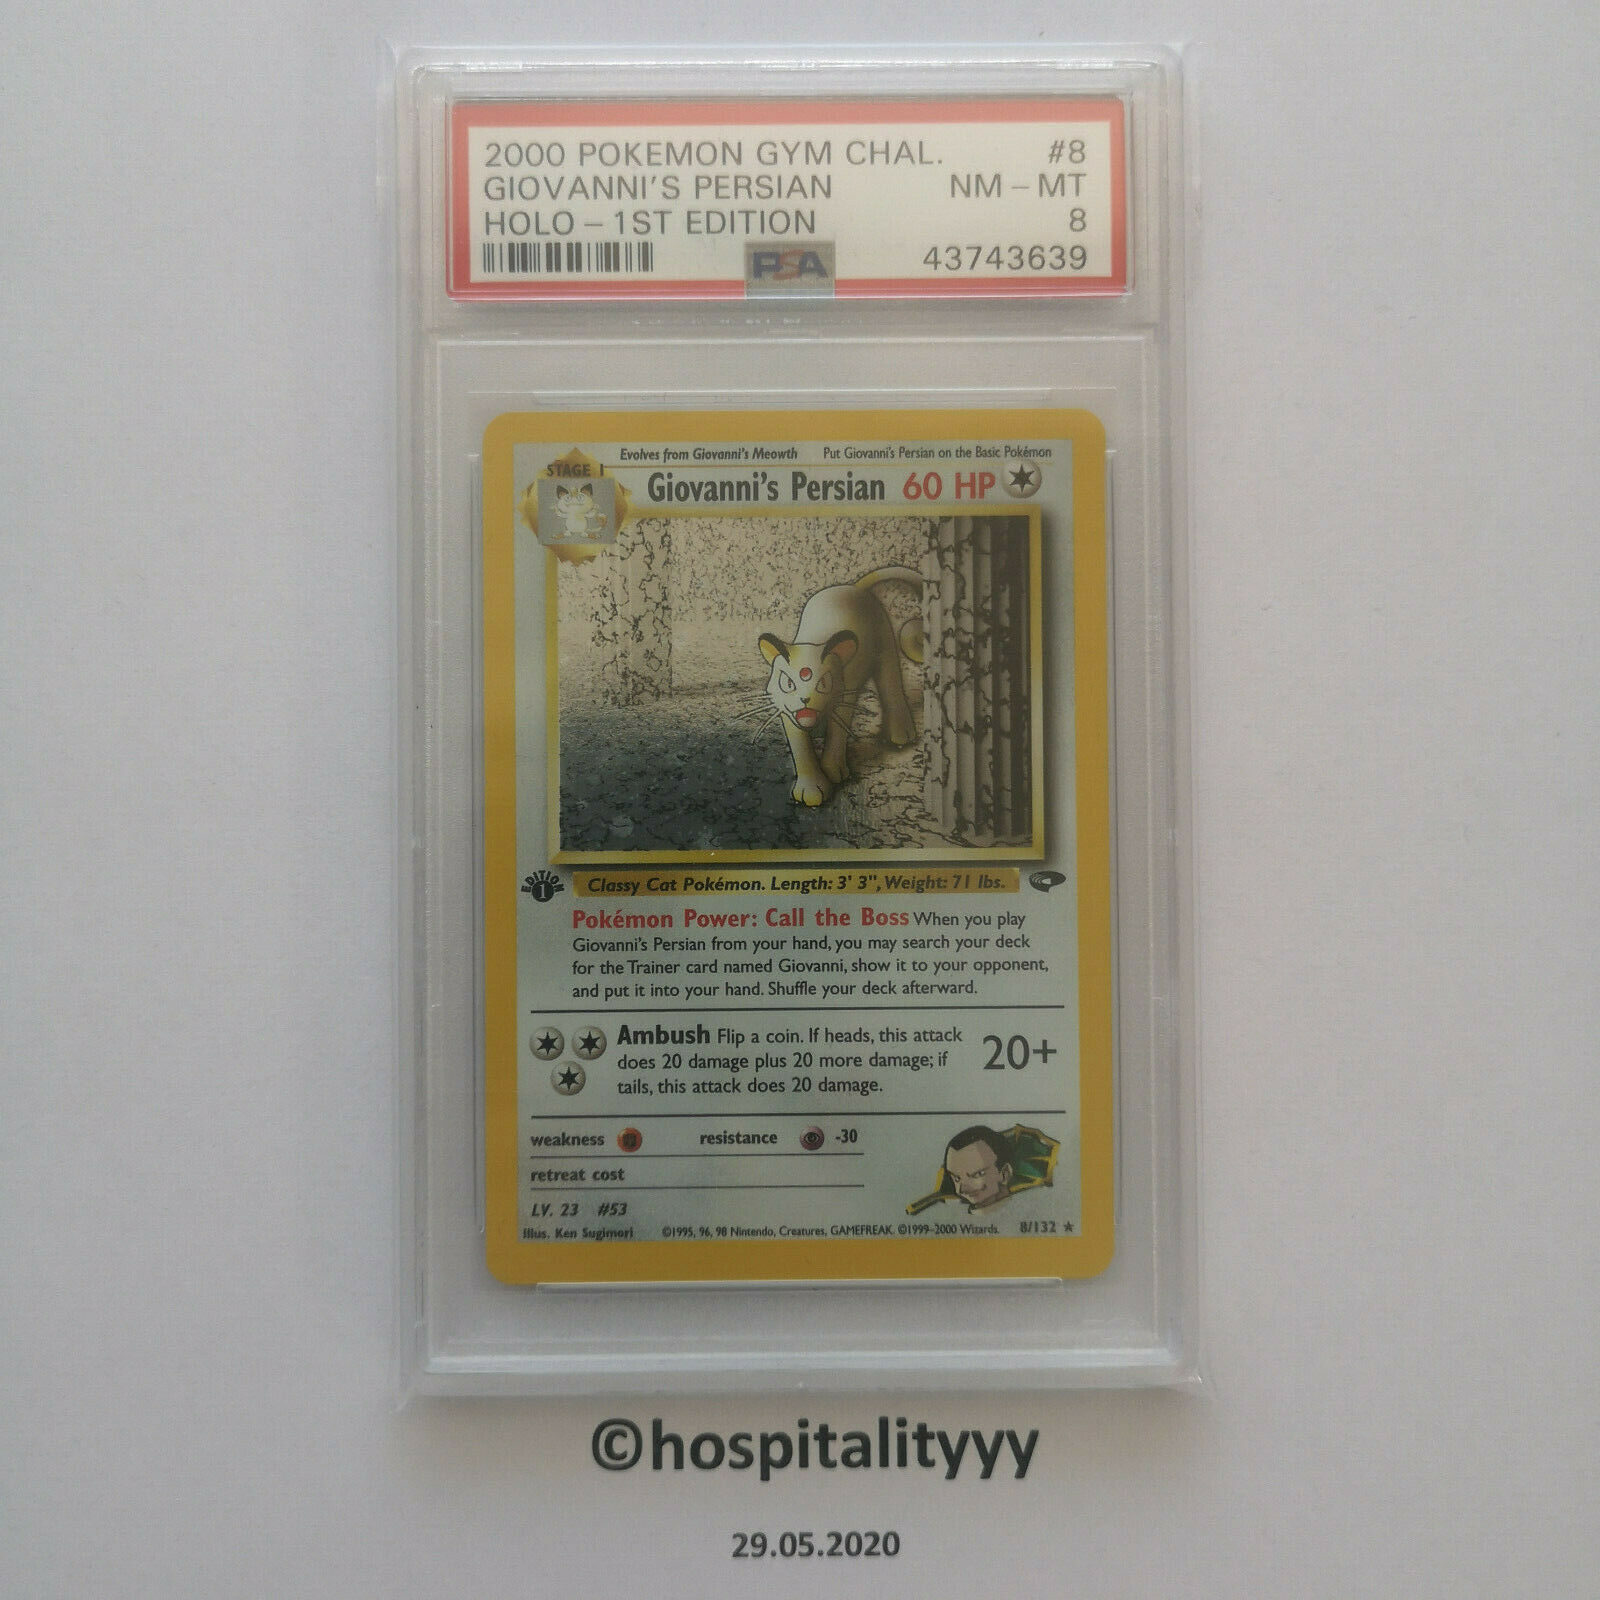 2000 POKEMON GYM CHAL. #8
GIOVANNI'S PERSIAN NM - MT
HOLO - 1ST EDITION 8
PSA 43743639
Evolves from Giovanni's Meowth Put Giovanni's Persian on the Basic Pokémon
STAGE 1
Giovanni's Persian 60 HP
EDITION 1
Classy Cat Pokémon. Length: 3' 3", Weight: 71 lbs.
Pokémon Power: Call the Boss When you play
Giovanni's Persian from your hand, you may search your deck
for the Trainer card named Giovanni, show it to your opponent,
and put it into your hand. Shuffle your deck afterward.
Ambush Flip a coin. If heads, this attack
does 20 damage plus 20 more damage; if
tails, this attack does 20 damage.
20+
weakness resistance -30
retreat cost
LV. 23 #53
Illus. Ken Sugimori ©1995, 96, 98 Nintendo, Creatures, GAMEFREAK. ©1999-2000 Wizards. 8/132 ★
©hospitalityyy
29.05.2020